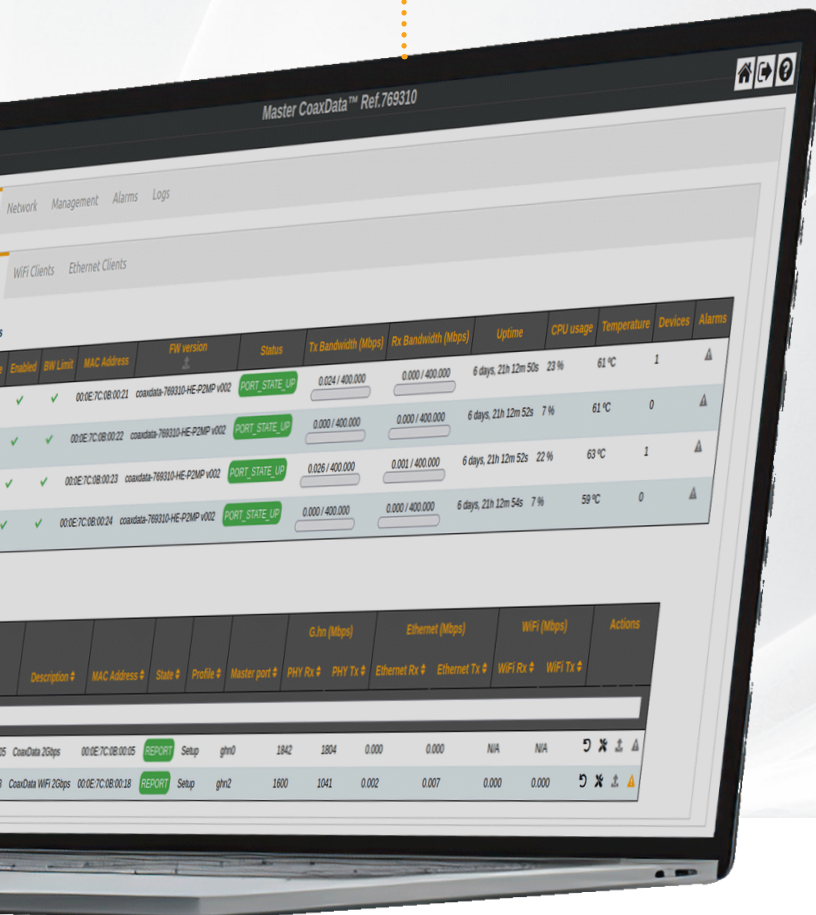 Master CoaxData™ Ref.769310
Network Management Alarms Logs
WiFi Clients Ethernet Clients
Enabled BW Limit MAC Address FW version Status Tx Bandwidth (Mbps) Rx Bandwidth (Mbps) Uptime CPU usage Temperature Devices Alarms
00:0E:7C:0B:00:21 coaxdata-769310-HE-P2MP v002 PORT_STATE_UP 0.024 / 400.000 0.000 / 400.000 6 days, 21h 12m 50s 23 % 61 ºC 1
00:0E:7C:0B:00:22 coaxdata-769310-HE-P2MP v002 PORT_STATE_UP 0.000 / 400.000 0.000 / 400.000 6 days, 21h 12m 52s 7 % 61 ºC 0
00:0E:7C:0B:00:23 coaxdata-769310-HE-P2MP v002 PORT_STATE_UP 0.026 / 400.000 0.001 / 400.000 6 days, 21h 12m 52s 22 % 63 ºC 1
00:0E:7C:0B:00:24 coaxdata-769310-HE-P2MP v002 PORT_STATE_UP 0.000 / 400.000 0.000 / 400.000 6 days, 21h 12m 54s 7 % 59 ºC 0
G.hn (Mbps) Ethernet (Mbps) WiFi (Mbps) Actions
Description MAC Address State Profile Master port PHY Rx PHY Tx Ethernet Rx Ethernet Tx WiFi Rx WiFi Tx
05 CoaxData 2Gbps 00:0E:7C:0B:00:05 REPORT Setup ghn0 1842 1804 0.000 0.000 N/A N/A
CoaxData WiFi 2Gbps 00:0E:7C:0B:00:18 REPORT Setup ghn2 1600 1041 0.002 0.007 0.000 0.000